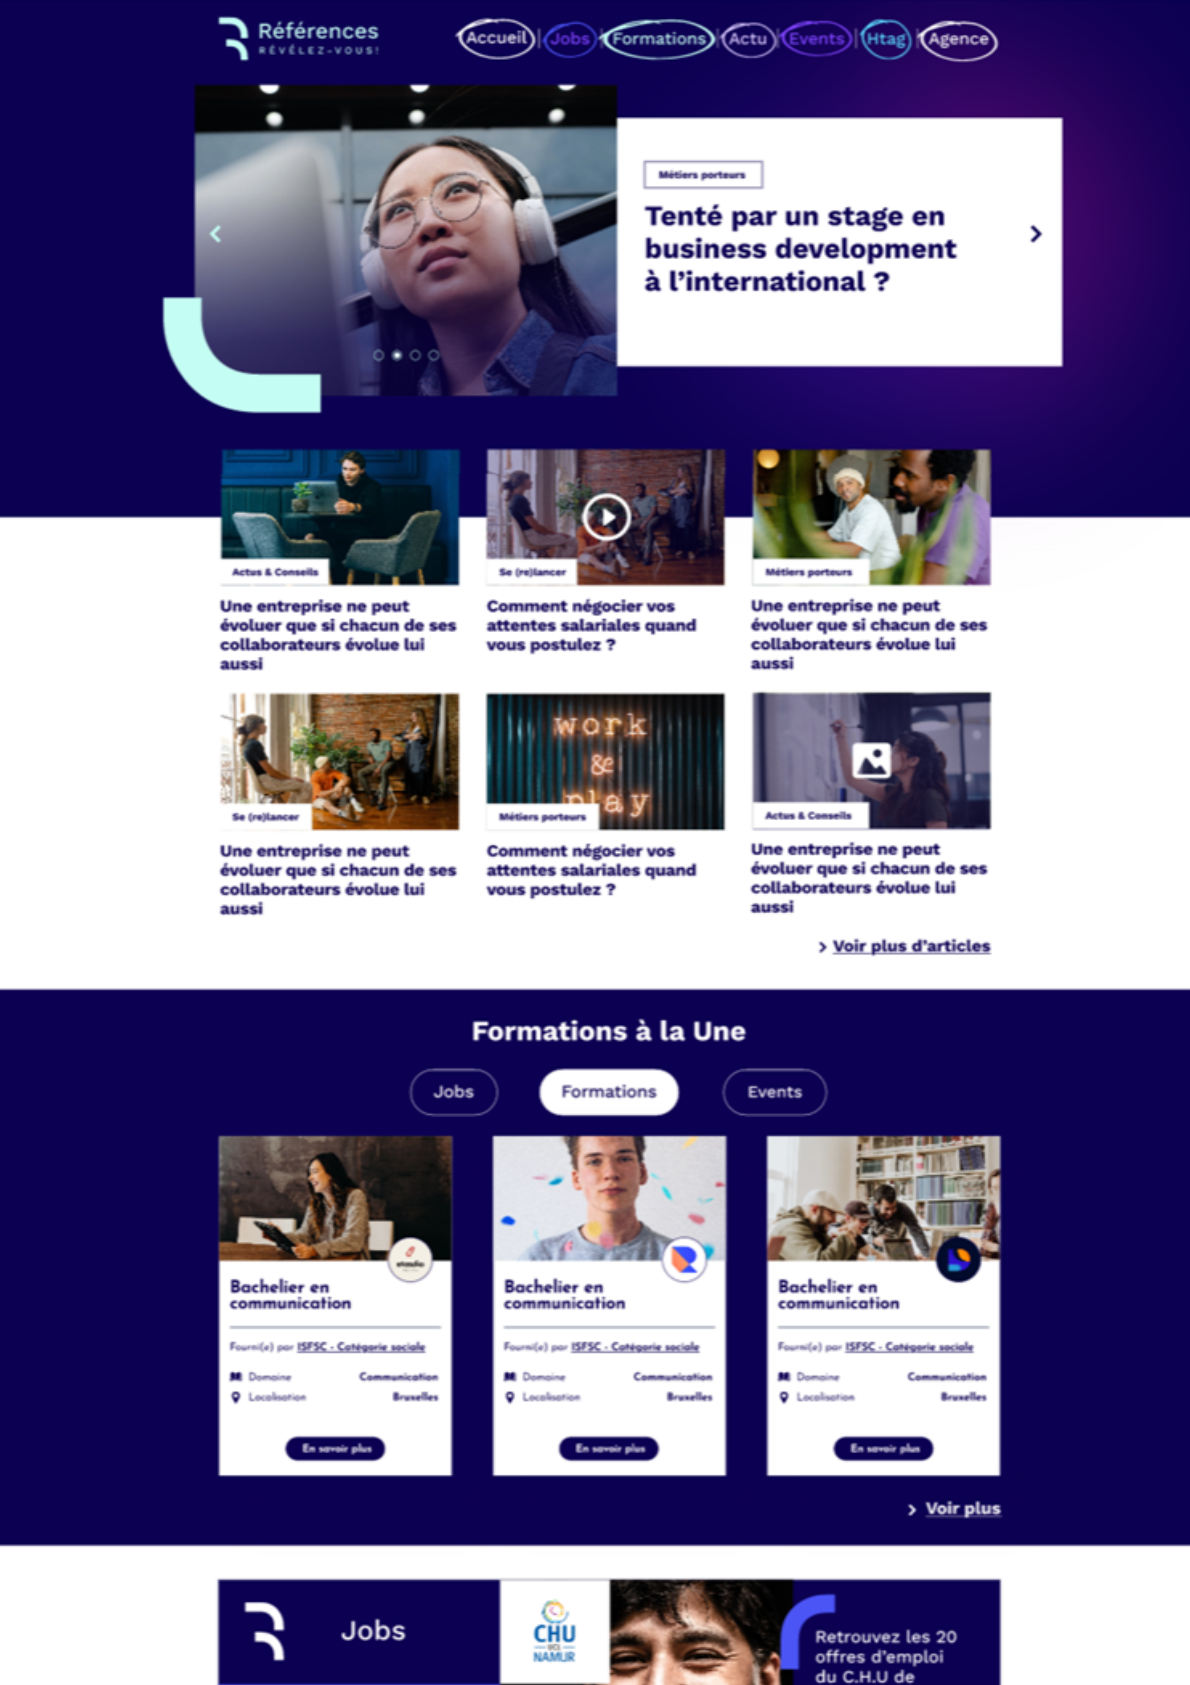 Références
RÉVÉLEZ-VOUS!
Accueil | Jobs | Formations | Actu | Events | Htag | Agence
Métiers porteurs
Tenté par un stage en
business development
à l’international ?
Actus & Conseils
Une entreprise ne peut
évoluer que si chacun de ses
collaborateurs évolue lui
aussi
Se (re)lancer
Comment négocier vos
attentes salariales quand
vous postulez ?
Métiers porteurs
Une entreprise ne peut
évoluer que si chacun de ses
collaborateurs évolue lui
aussi
Se (re)lancer
Une entreprise ne peut
évoluer que si chacun de ses
collaborateurs évolue lui
aussi
work
&
play
Métiers porteurs
Comment négocier vos
attentes salariales quand
vous postulez ?
Actus & Conseils
Une entreprise ne peut
évoluer que si chacun de ses
collaborateurs évolue lui
aussi
Voir plus d’articles
Formations à la Une
Jobs
Formations
Events
Bachelier en
communication
Fourni(e) par ISFSC - Catégorie sociale
Domaine Communication
Localisation Bruxelles
En savoir plus
Bachelier en
communication
Fourni(e) par ISFSC - Catégorie sociale
Domaine Communication
Localisation Bruxelles
En savoir plus
Bachelier en
communication
Fourni(e) par ISFSC - Catégorie sociale
Domaine Communication
Localisation Bruxelles
En savoir plus
Voir plus
Jobs
CHU
UCL
NAMUR
Retrouvez les 20
offres d’emploi
du C.H.U de